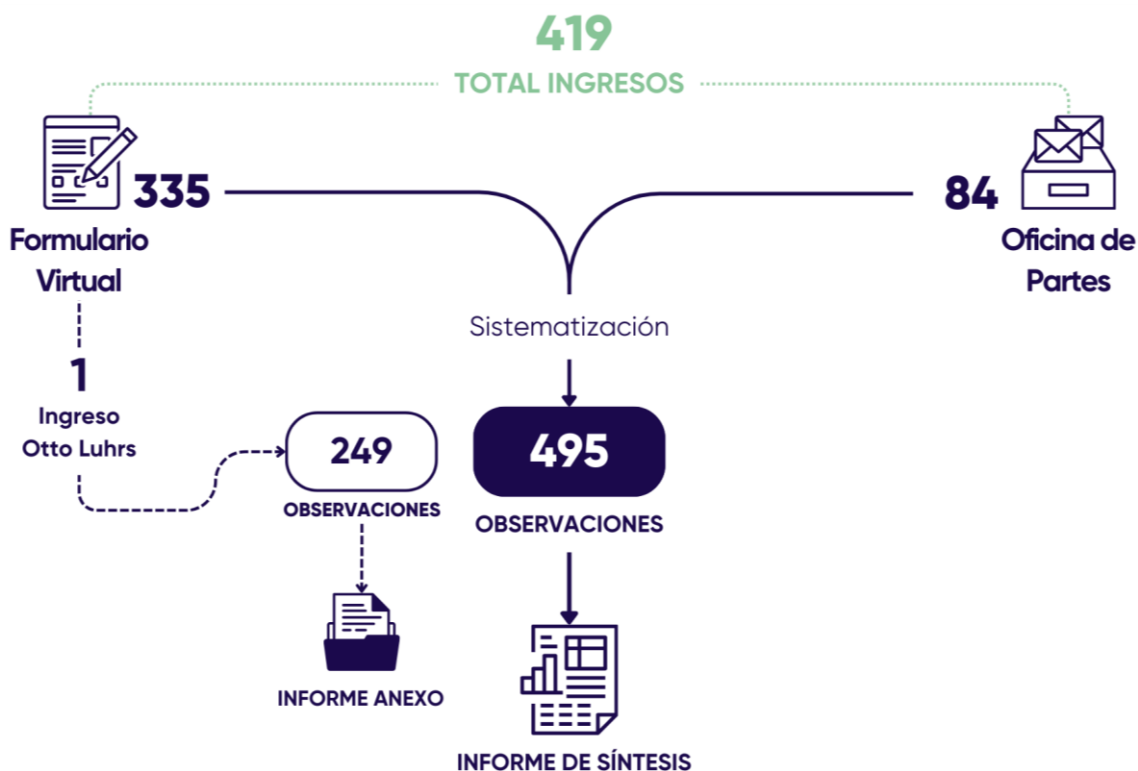 419
TOTAL INGRESOS
335
84
Formulario
Virtual
Oficina de
Partes
Sistematización
1
Ingreso
Otto Luhrs
249
OBSERVACIONES
495
OBSERVACIONES
INFORME ANEXO
INFORME DE SÍNTESIS